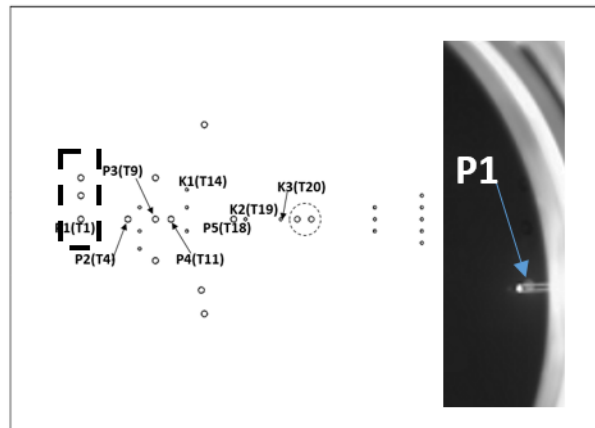 P3(T9)
K1(T14)
K3(T20)
K2(T19)
P1(T1)
P5(T18)
P2(T4)
P4(T11)
P1